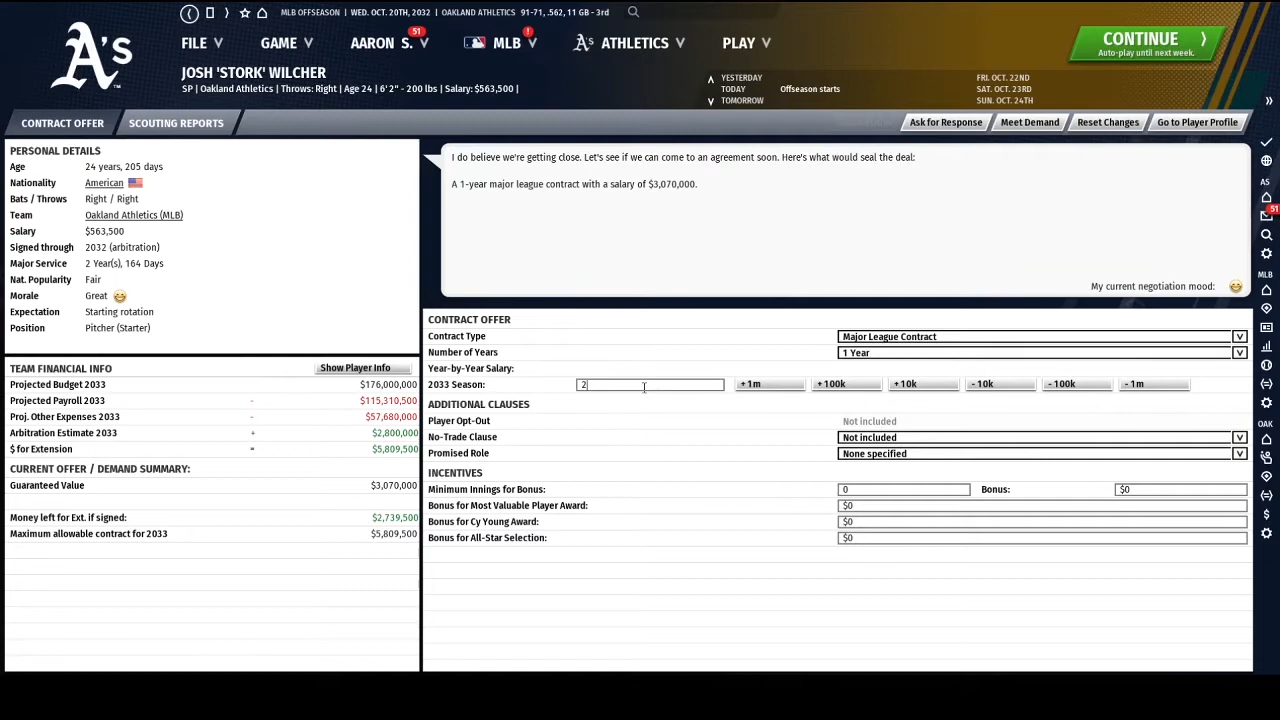 MLB OFFSEASON | WED. OCT. 20TH, 2032 | OAKLAND ATHLETICS 91-71, .562, 11 GB - 3rd
A's
FILE GAME AARON S. 51 MLB ! A's ATHLETICS PLAY
CONTINUE
Auto-play until next week.
JOSH 'STORK' WILCHER
SP | Oakland Athletics | Throws: Right | Age 24 | 6' 2" - 200 lbs | Salary: $563,500 |
YESTERDAY FRI. OCT. 22ND
TODAY Offseason starts SAT. OCT. 23RD
TOMORROW SUN. OCT. 24TH
CONTRACT OFFER SCOUTING REPORTS
Ask for Response Meet Demand Reset Changes Go to Player Profile
PERSONAL DETAILS
Age 24 years, 205 days
Nationality American
Bats / Throws Right / Right
Team Oakland Athletics (MLB)
Salary $563,500
Signed through 2032 (arbitration)
Major Service 2 Year(s), 164 Days
Nat. Popularity Fair
Morale Great
Expectation Starting rotation
Position Pitcher (Starter)
I do believe we're getting close. Let's see if we can come to an agreement soon. Here's what would seal the deal:
A 1-year major league contract with a salary of $3,070,000.
My current negotiation mood:
TEAM FINANCIAL INFO Show Player Info
Projected Budget 2033 $176,000,000
Projected Payroll 2033 - $115,310,500
Proj. Other Expenses 2033 - $57,680,000
Arbitration Estimate 2033 + $2,800,000
$ for Extension = $5,809,500
CURRENT OFFER / DEMAND SUMMARY:
Guaranteed Value $3,070,000
Money left for Ext. if signed: $2,739,500
Maximum allowable contract for 2033 $5,809,500
CONTRACT OFFER
Contract Type Major League Contract
Number of Years 1 Year
Year-by-Year Salary:
2033 Season: 2 + 1m + 100k + 10k - 10k - 100k - 1m
ADDITIONAL CLAUSES
Player Opt-Out Not included
No-Trade Clause Not included
Promised Role None specified
INCENTIVES
Minimum Innings for Bonus: 0 Bonus: $0
Bonus for Most Valuable Player Award: $0
Bonus for Cy Young Award: $0
Bonus for All-Star Selection: $0
AS
51
MLB
OAK
$